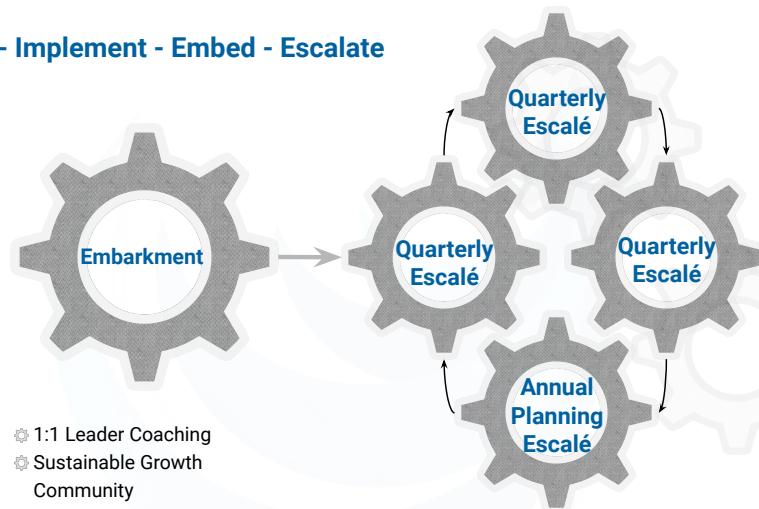 - Implement - Embed - Escalate
Quarterly
Escalé
Embarkment
Quarterly
Escalé
Quarterly
Escalé
Annual
Planning
Escalé
1:1 Leader Coaching
Sustainable Growth
Community